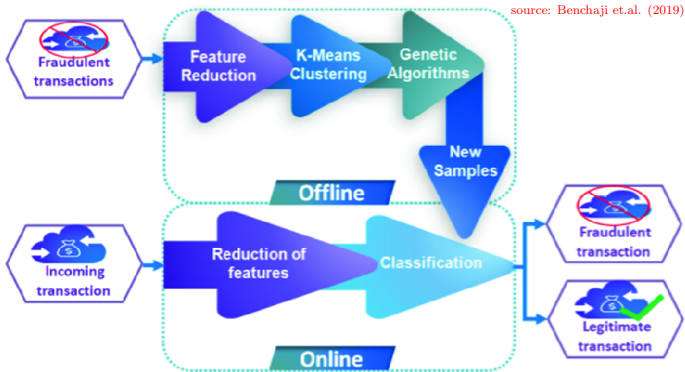 source: Benchaji et.al. (2019)
Fraudulent
transactions
Feature
Reduction
K-Means
Clustering
Genetic
Algorithms
New
Samples
Offline
Incoming
transaction
Reduction of
features
Classification
Fraudulent
transaction
Legitimate
transaction
Online